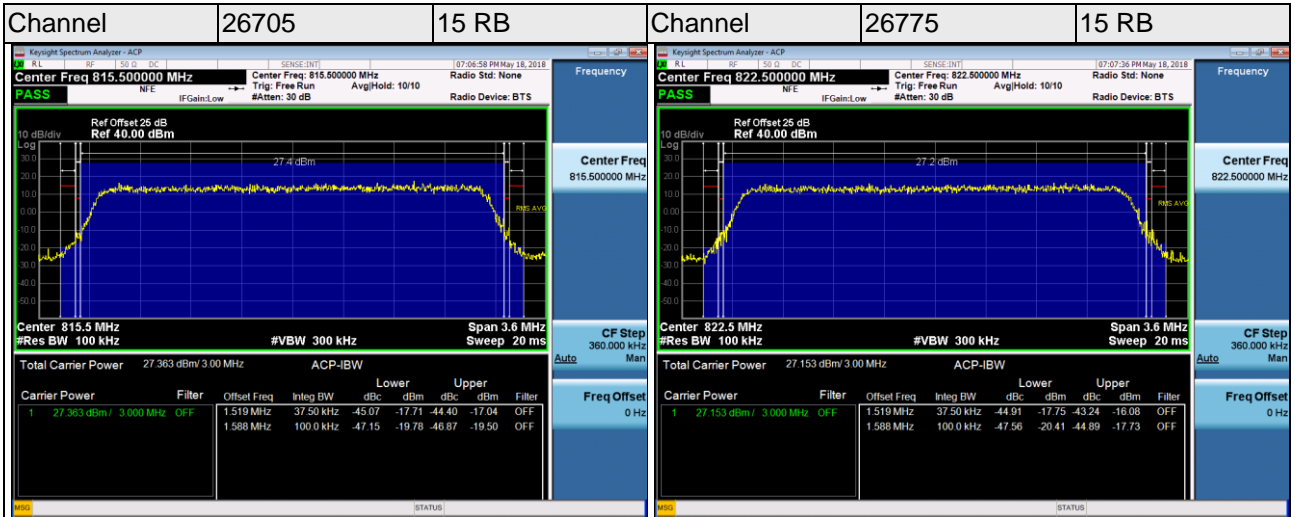 Channel 26705 15 RB Channel 26775 15 RB
Keysight Spectrum Analyzer - ACP
RL RF 50 Ω DC SENSE:INT 07:06:58 PM May 18, 2018
Center Freq 815.500000 MHz Center Freq: 815.500000 MHz Radio Std: None
NFE Trig: Free Run Avg|Hold: 10/10
PASS IFGain:Low #Atten: 30 dB Radio Device: BTS
Ref Offset 25 dB
10 dB/div Ref 40.00 dBm
Log
30.0
27.4 dBm
20.0
10.0
0.00
RMS AVG
-10.0
-20.0
-30.0
-40.0
-50.0
Center 815.5 MHz Span 3.6 MHz
#Res BW 100 kHz #VBW 300 kHz Sweep 20 ms
Total Carrier Power 27.363 dBm/ 3.00 MHz ACP-IBW
Lower Upper
Carrier Power Filter Offset Freq Integ BW dBc dBm dBc dBm Filter
1 27.363 dBm / 3.000 MHz OFF 1.519 MHz 37.50 kHz -45.07 -17.71 -44.40 -17.04 OFF
1.588 MHz 100.0 kHz -47.15 -19.78 -46.87 -19.50 OFF
MSG STATUS
Frequency
Center Freq
815.500000 MHz
CF Step
360.000 kHz
Auto Man
Freq Offset
0 Hz
Keysight Spectrum Analyzer - ACP
RL RF 50 Ω DC SENSE:INT 07:07:36 PM May 18, 2018
Center Freq 822.500000 MHz Center Freq: 822.500000 MHz Radio Std: None
NFE Trig: Free Run Avg|Hold: 10/10
PASS IFGain:Low #Atten: 30 dB Radio Device: BTS
Ref Offset 25 dB
10 dB/div Ref 40.00 dBm
Log
30.0
27.2 dBm
20.0
10.0
0.00
RMS AVG
-10.0
-20.0
-30.0
-40.0
-50.0
Center 822.5 MHz Span 3.6 MHz
#Res BW 100 kHz #VBW 300 kHz Sweep 20 ms
Total Carrier Power 27.153 dBm/ 3.00 MHz ACP-IBW
Lower Upper
Carrier Power Filter Offset Freq Integ BW dBc dBm dBc dBm Filter
1 27.153 dBm / 3.000 MHz OFF 1.519 MHz 37.50 kHz -44.91 -17.75 -43.24 -16.08 OFF
1.588 MHz 100.0 kHz -47.56 -20.41 -44.89 -17.73 OFF
MSG STATUS
Frequency
Center Freq
822.500000 MHz
CF Step
360.000 kHz
Auto Man
Freq Offset
0 Hz